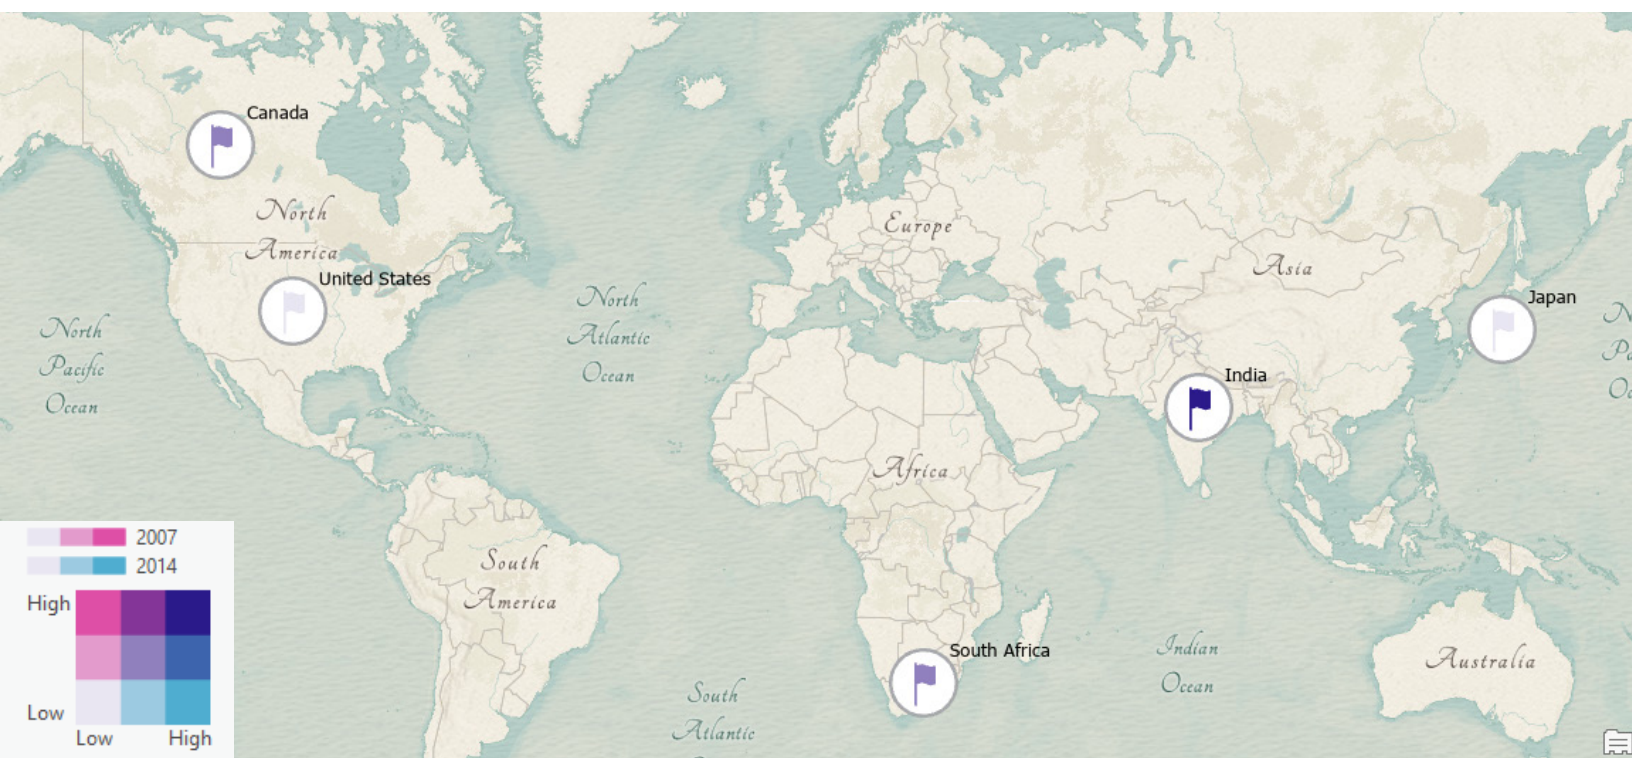 Canada
North
America
United States
North
Pacific
Ocean
North
Atlantic
Ocean
Europe
Asia
Japan
India
Africa
South
America
South Africa
Indian
Ocean
Australia
South
Atlantic
2007
2014
High
Low
Low
High